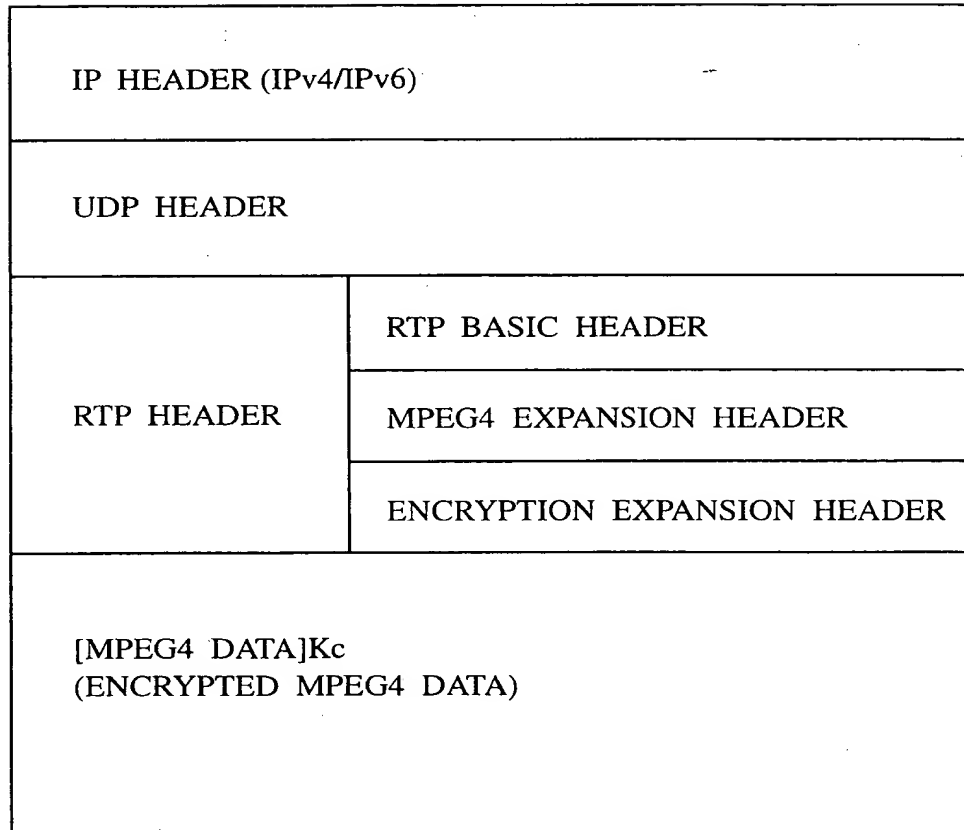 IP HEADER (IPv4/IPv6)
UDP HEADER
RTP HEADER
RTP BASIC HEADER
MPEG4 EXPANSION HEADER
ENCRYPTION EXPANSION HEADER
[MPEG4 DATA]Kc
(ENCRYPTED MPEG4 DATA)